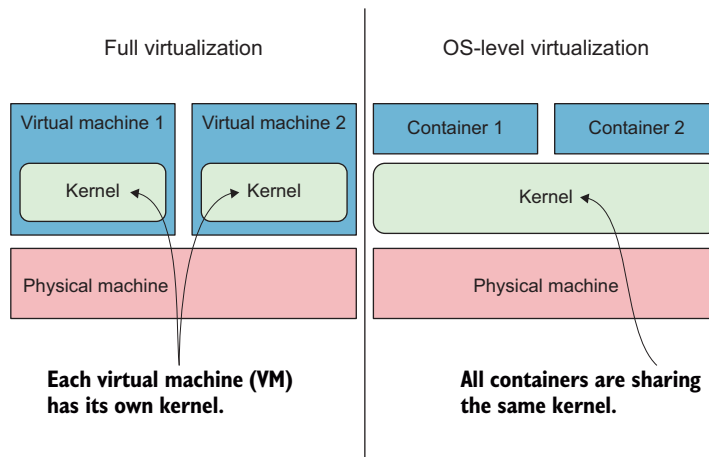 Full virtualization
OS-level virtualization
Virtual machine 1
Virtual machine 2
Container 1
Container 2
Kernel
Kernel
Kernel
Physical machine
Physical machine
Each virtual machine (VM)
has its own kernel.
All containers are sharing
the same kernel.